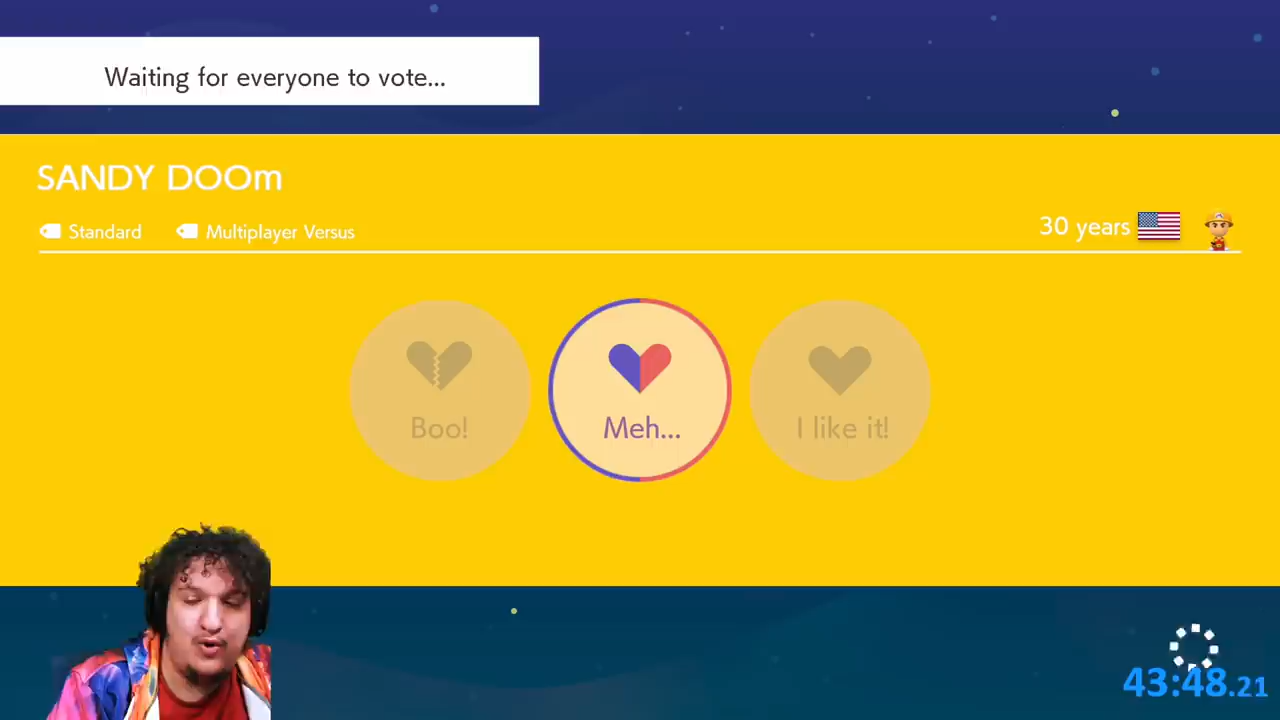 Waiting for everyone to vote...
SANDY DOOm
Standard
Multiplayer Versus
30 years
Boo!
Meh...
I like it!
43:48.21